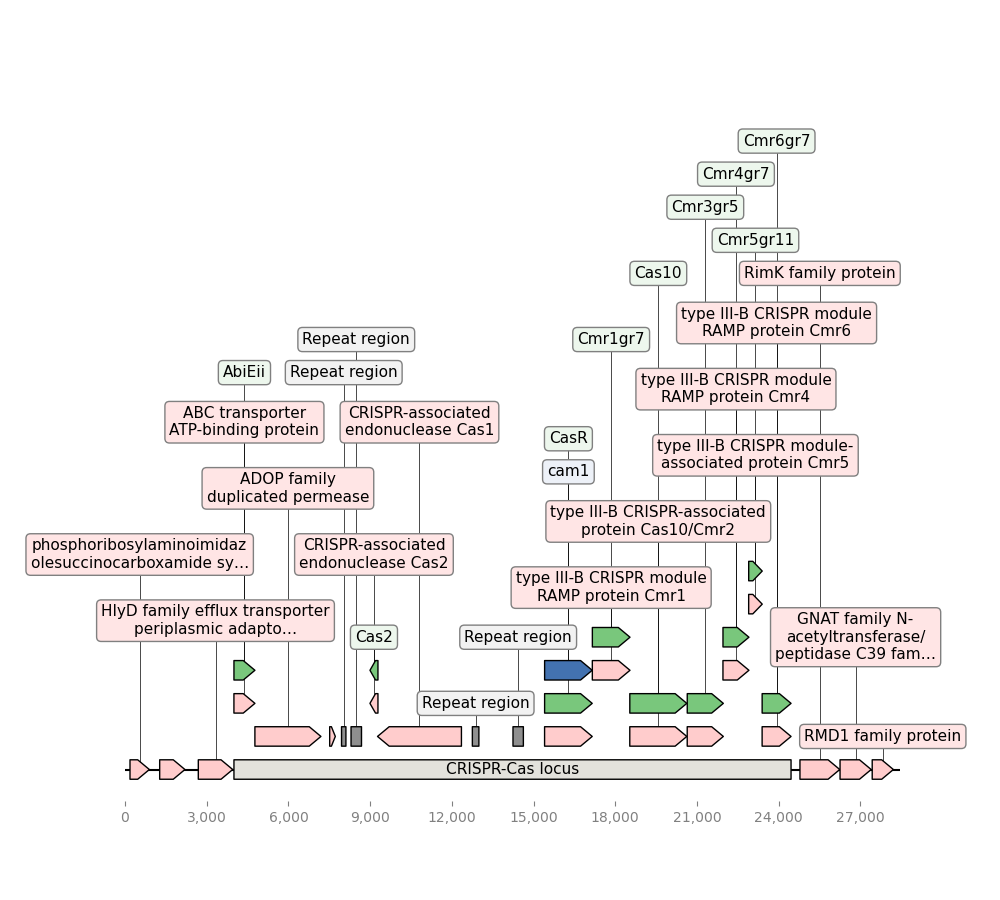 Cmr6gr7
Cmr4gr7
Cmr3gr5
Cmr5gr11
Cas10
RimK family protein
type III-B CRISPR module
RAMP protein Cmr6
Repeat region
Cmr1gr7
AbiEii
Repeat region
type III-B CRISPR module
RAMP protein Cmr4
ABC transporter
ATP-binding protein
CRISPR-associated
endonuclease Cas1
CasR
type III-B CRISPR module-
associated protein Cmr5
cam1
ADOP family
duplicated permease
type III-B CRISPR-associated
protein Cas10/Cmr2
phosphoribosylaminoimidaz
olesuccinocarboxamide sy…
CRISPR-associated
endonuclease Cas2
type III-B CRISPR module
RAMP protein Cmr1
HlyD family efflux transporter
periplasmic adapto…
Cas2
Repeat region
GNAT family N-
acetyltransferase/
peptidase C39 fam…
Repeat region
RMD1 family protein
CRISPR-Cas locus
0
3,000
6,000
9,000
12,000
15,000
18,000
21,000
24,000
27,000